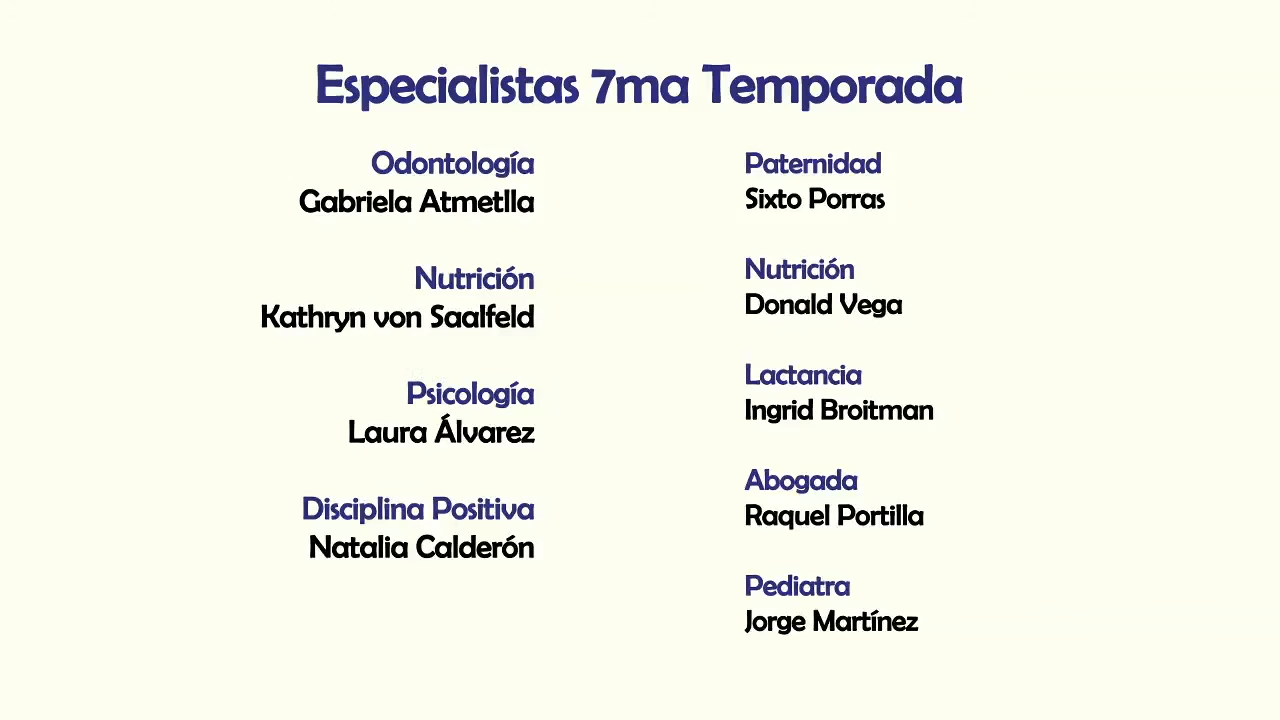 Especialistas 7ma Temporada
Odontología
Gabriela Atmetlla
Nutrición
Kathryn von Saalfeld
Psicología
Laura Álvarez
Disciplina Positiva
Natalia Calderón
Paternidad
Sixto Porras
Nutrición
Donald Vega
Lactancia
Ingrid Broitman
Abogada
Raquel Portilla
Pediatra
Jorge Martínez